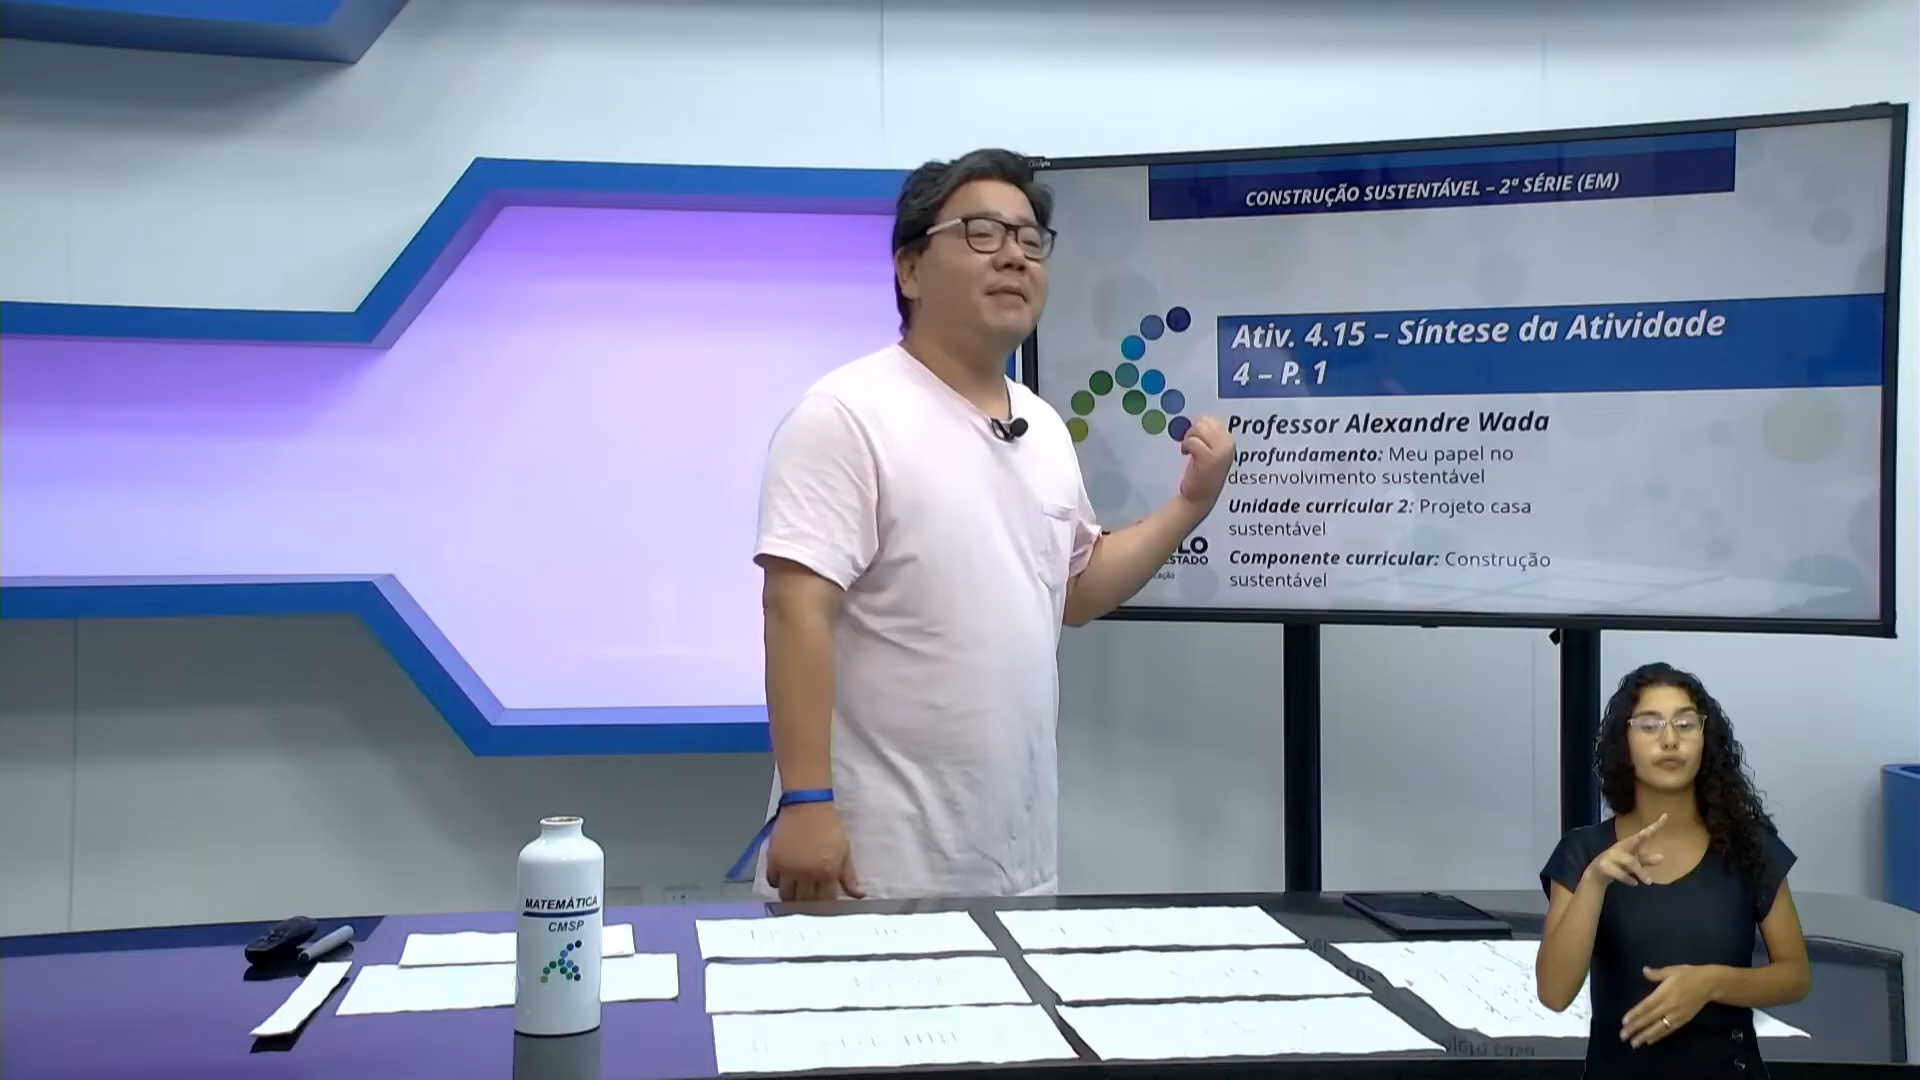 CONSTRUÇÃO SUSTENTÁVEL – 2ª SÉRIE (EM)
Ativ. 4.15 – Síntese da Atividade
4 – P. 1
Professor Alexandre Wada
Aprofundamento: Meu papel no
desenvolvimento sustentável
Unidade curricular 2: Projeto casa
sustentável
Componente curricular: Construção
sustentável
MATEMÁTICA
CMSP